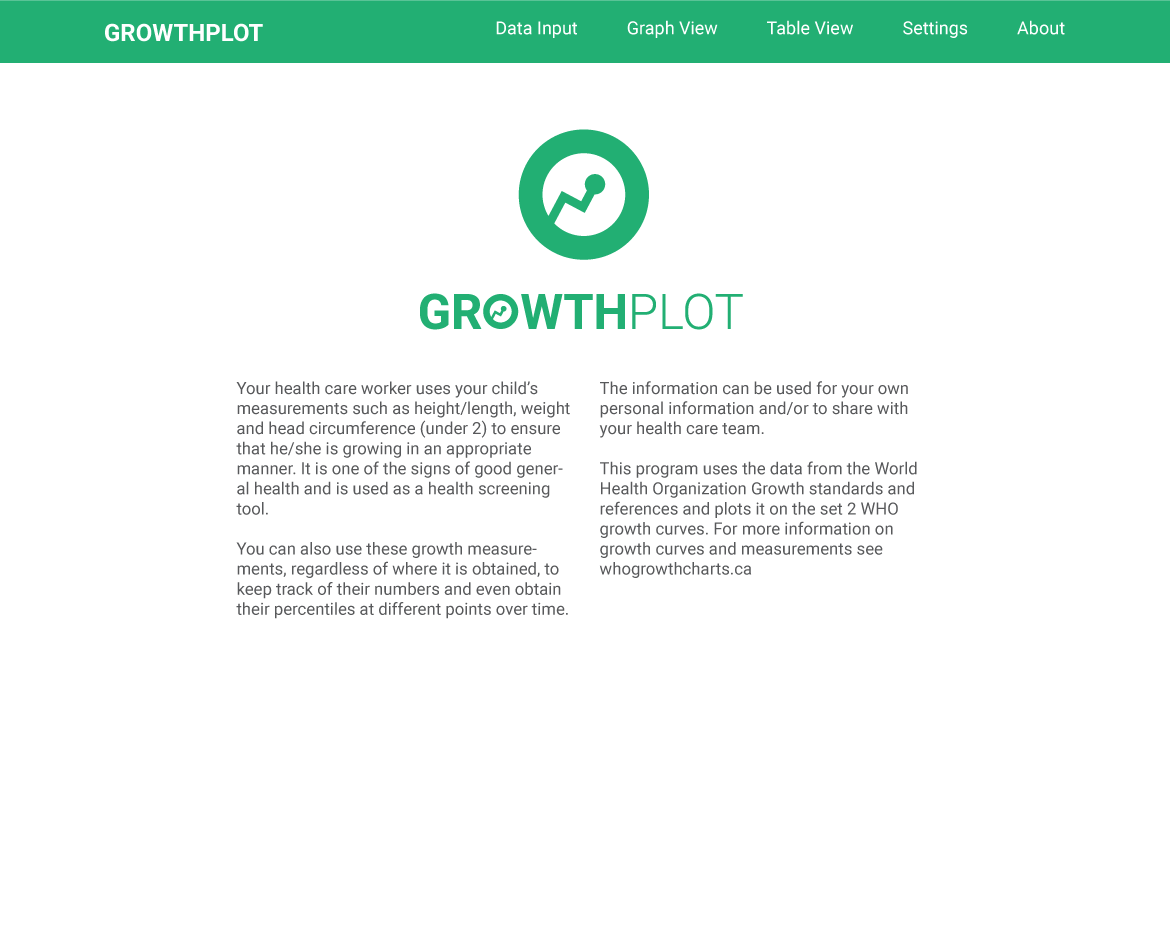 GROWTHPLOT
Data Input
Graph View
Table View
Settings
About
GROWTHPLOT
Your health care worker uses your child’s
measurements such as height/length, weight
and head circumference (under 2) to ensure
that he/she is growing in an appropriate
manner. It is one of the signs of good gener-
al health and is used as a health screening
tool.
You can also use these growth measure-
ments, regardless of where it is obtained, to
keep track of their numbers and even obtain
their percentiles at different points over time.
The information can be used for your own
personal information and/or to share with
your health care team.
This program uses the data from the World
Health Organization Growth standards and
references and plots it on the set 2 WHO
growth curves. For more information on
growth curves and measurements see
whogrowthcharts.ca